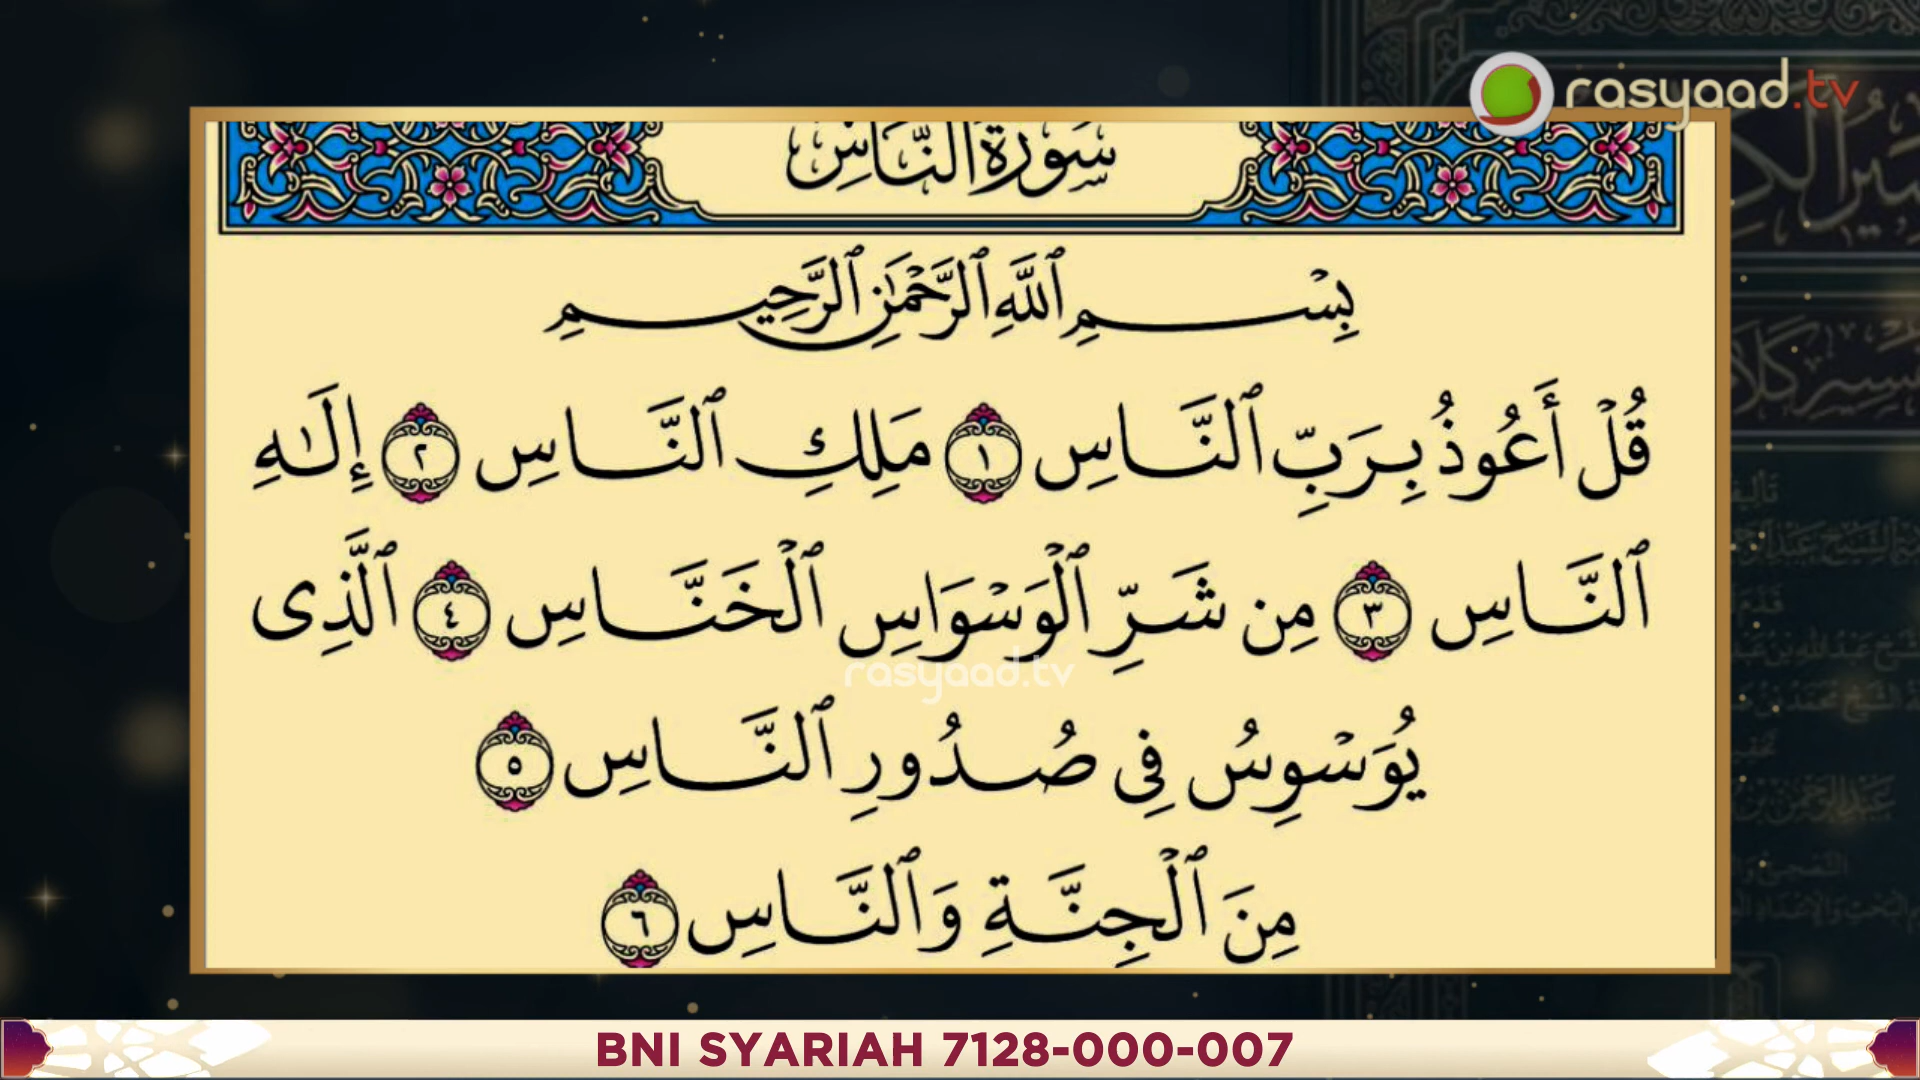 rasyaad.tv
سُورَةُ النَّاسِ
بِسْمِ ٱللَّهِ ٱلرَّحْمَٰنِ ٱلرَّحِيمِ
قُلْ أَعُوذُ بِرَبِّ ٱلنَّاسِ ١ مَلِكِ ٱلنَّاسِ ٢ إِلَٰهِ
ٱلنَّاسِ ٣ مِن شَرِّ ٱلْوَسْوَاسِ ٱلْخَنَّاسِ ٤ ٱلَّذِى
rasyaad.tv
يُوَسْوِسُ فِى صُدُورِ ٱلنَّاسِ ٥
مِنَ ٱلْجِنَّةِ وَٱلنَّاسِ ٦
BNI SYARIAH 7128-000-007